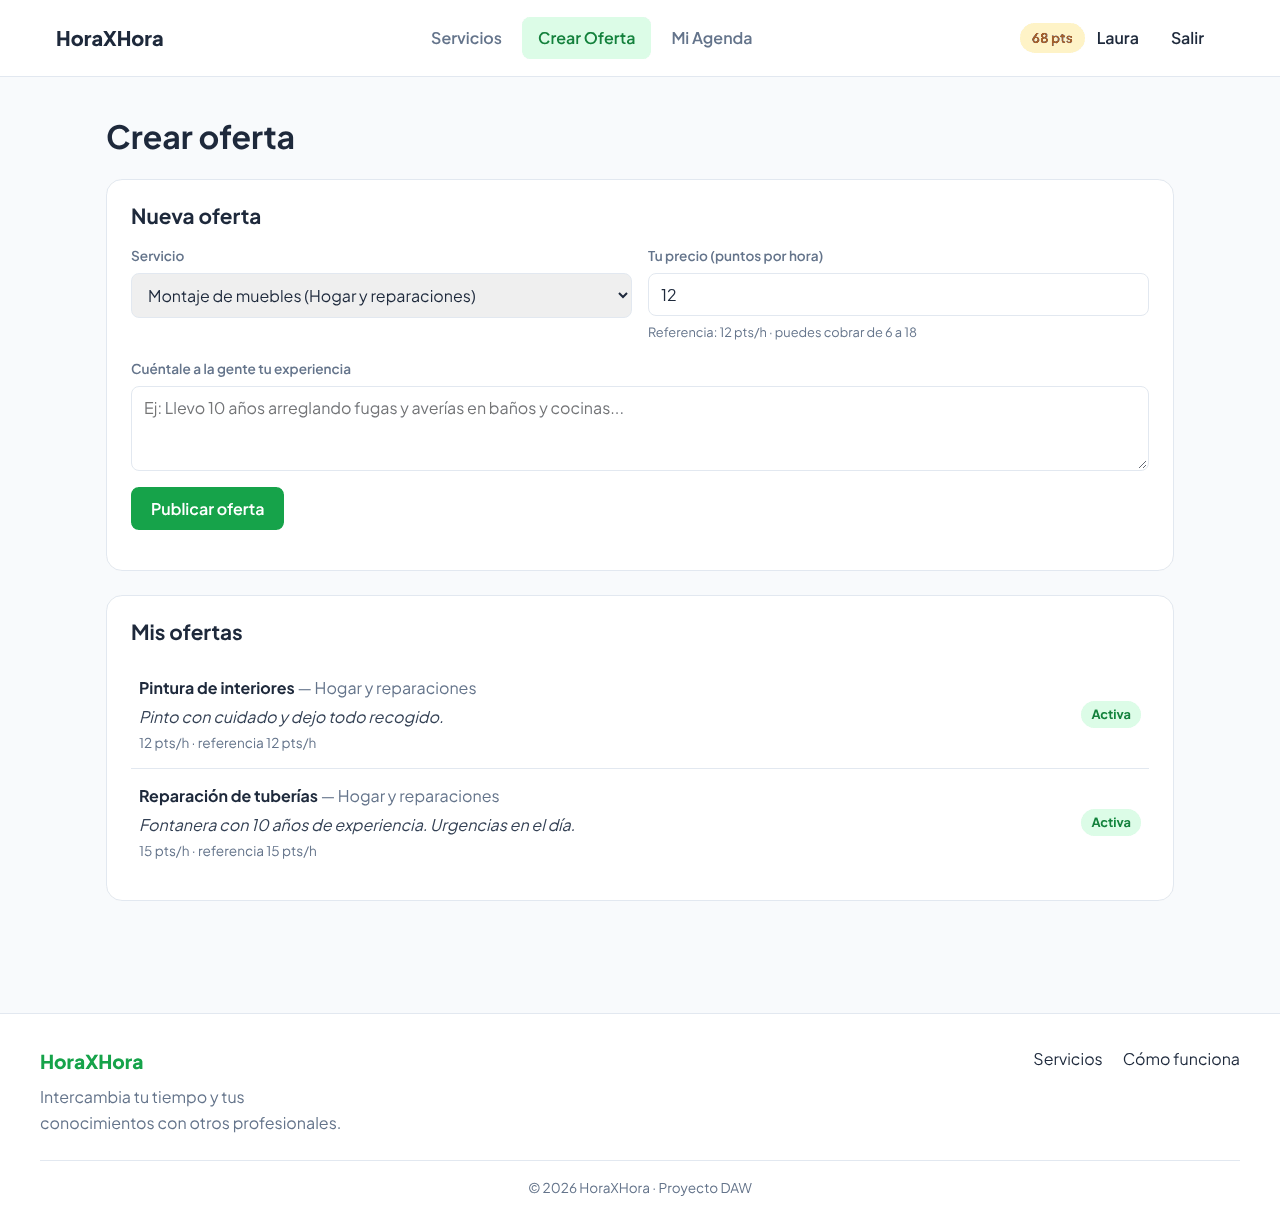 HoraXHora
Servicios
Crear Oferta
Mi Agenda
68 pts
Laura
Salir
Crear oferta
Nueva oferta
Servicio
Tu precio (puntos por hora)
Montaje de muebles (Hogar y reparaciones)
12
Referencia: 12 pts/h · puedes cobrar de 6 a 18
Cuéntale a la gente tu experiencia
Ej: Llevo 10 años arreglando fugas y averías en baños y cocinas...
Publicar oferta
Mis ofertas
Pintura de interiores — Hogar y reparaciones
Pinto con cuidado y dejo todo recogido.
12 pts/h · referencia 12 pts/h
Activa
Reparación de tuberías — Hogar y reparaciones
Fontanera con 10 años de experiencia. Urgencias en el día.
15 pts/h · referencia 15 pts/h
Activa
HoraXHora
Intercambia tu tiempo y tus
conocimientos con otros profesionales.
Servicios
Cómo funciona
© 2026 HoraXHora · Proyecto DAW